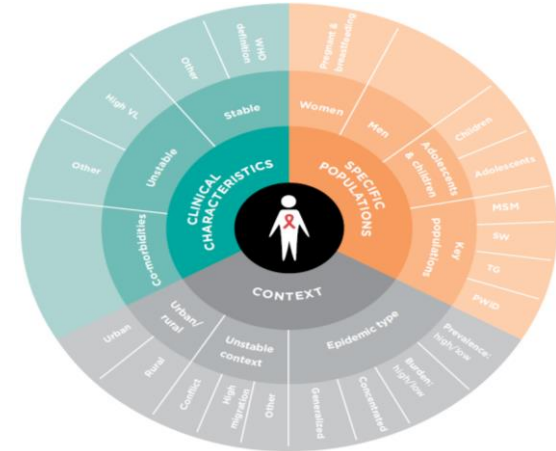 CLINICAL
CHARACTERISTICS
Stable
WHO
definition
Other
Unstable
High VL
Other
Co-morbidities
SPECIFIC
POPULATIONS
Women
Pregnant &
breastfeeding
Men
Adolescents
& children
Children
Adolescents
Key
populations
MSM
SW
TG
PWID
CONTEXT
Urban/
rural
Urban
Rural
Unstable
context
Conflict
High
migration
Other
Epidemic type
Generalized
Concentrated
Burden:
high/low
Prevalence:
high/low